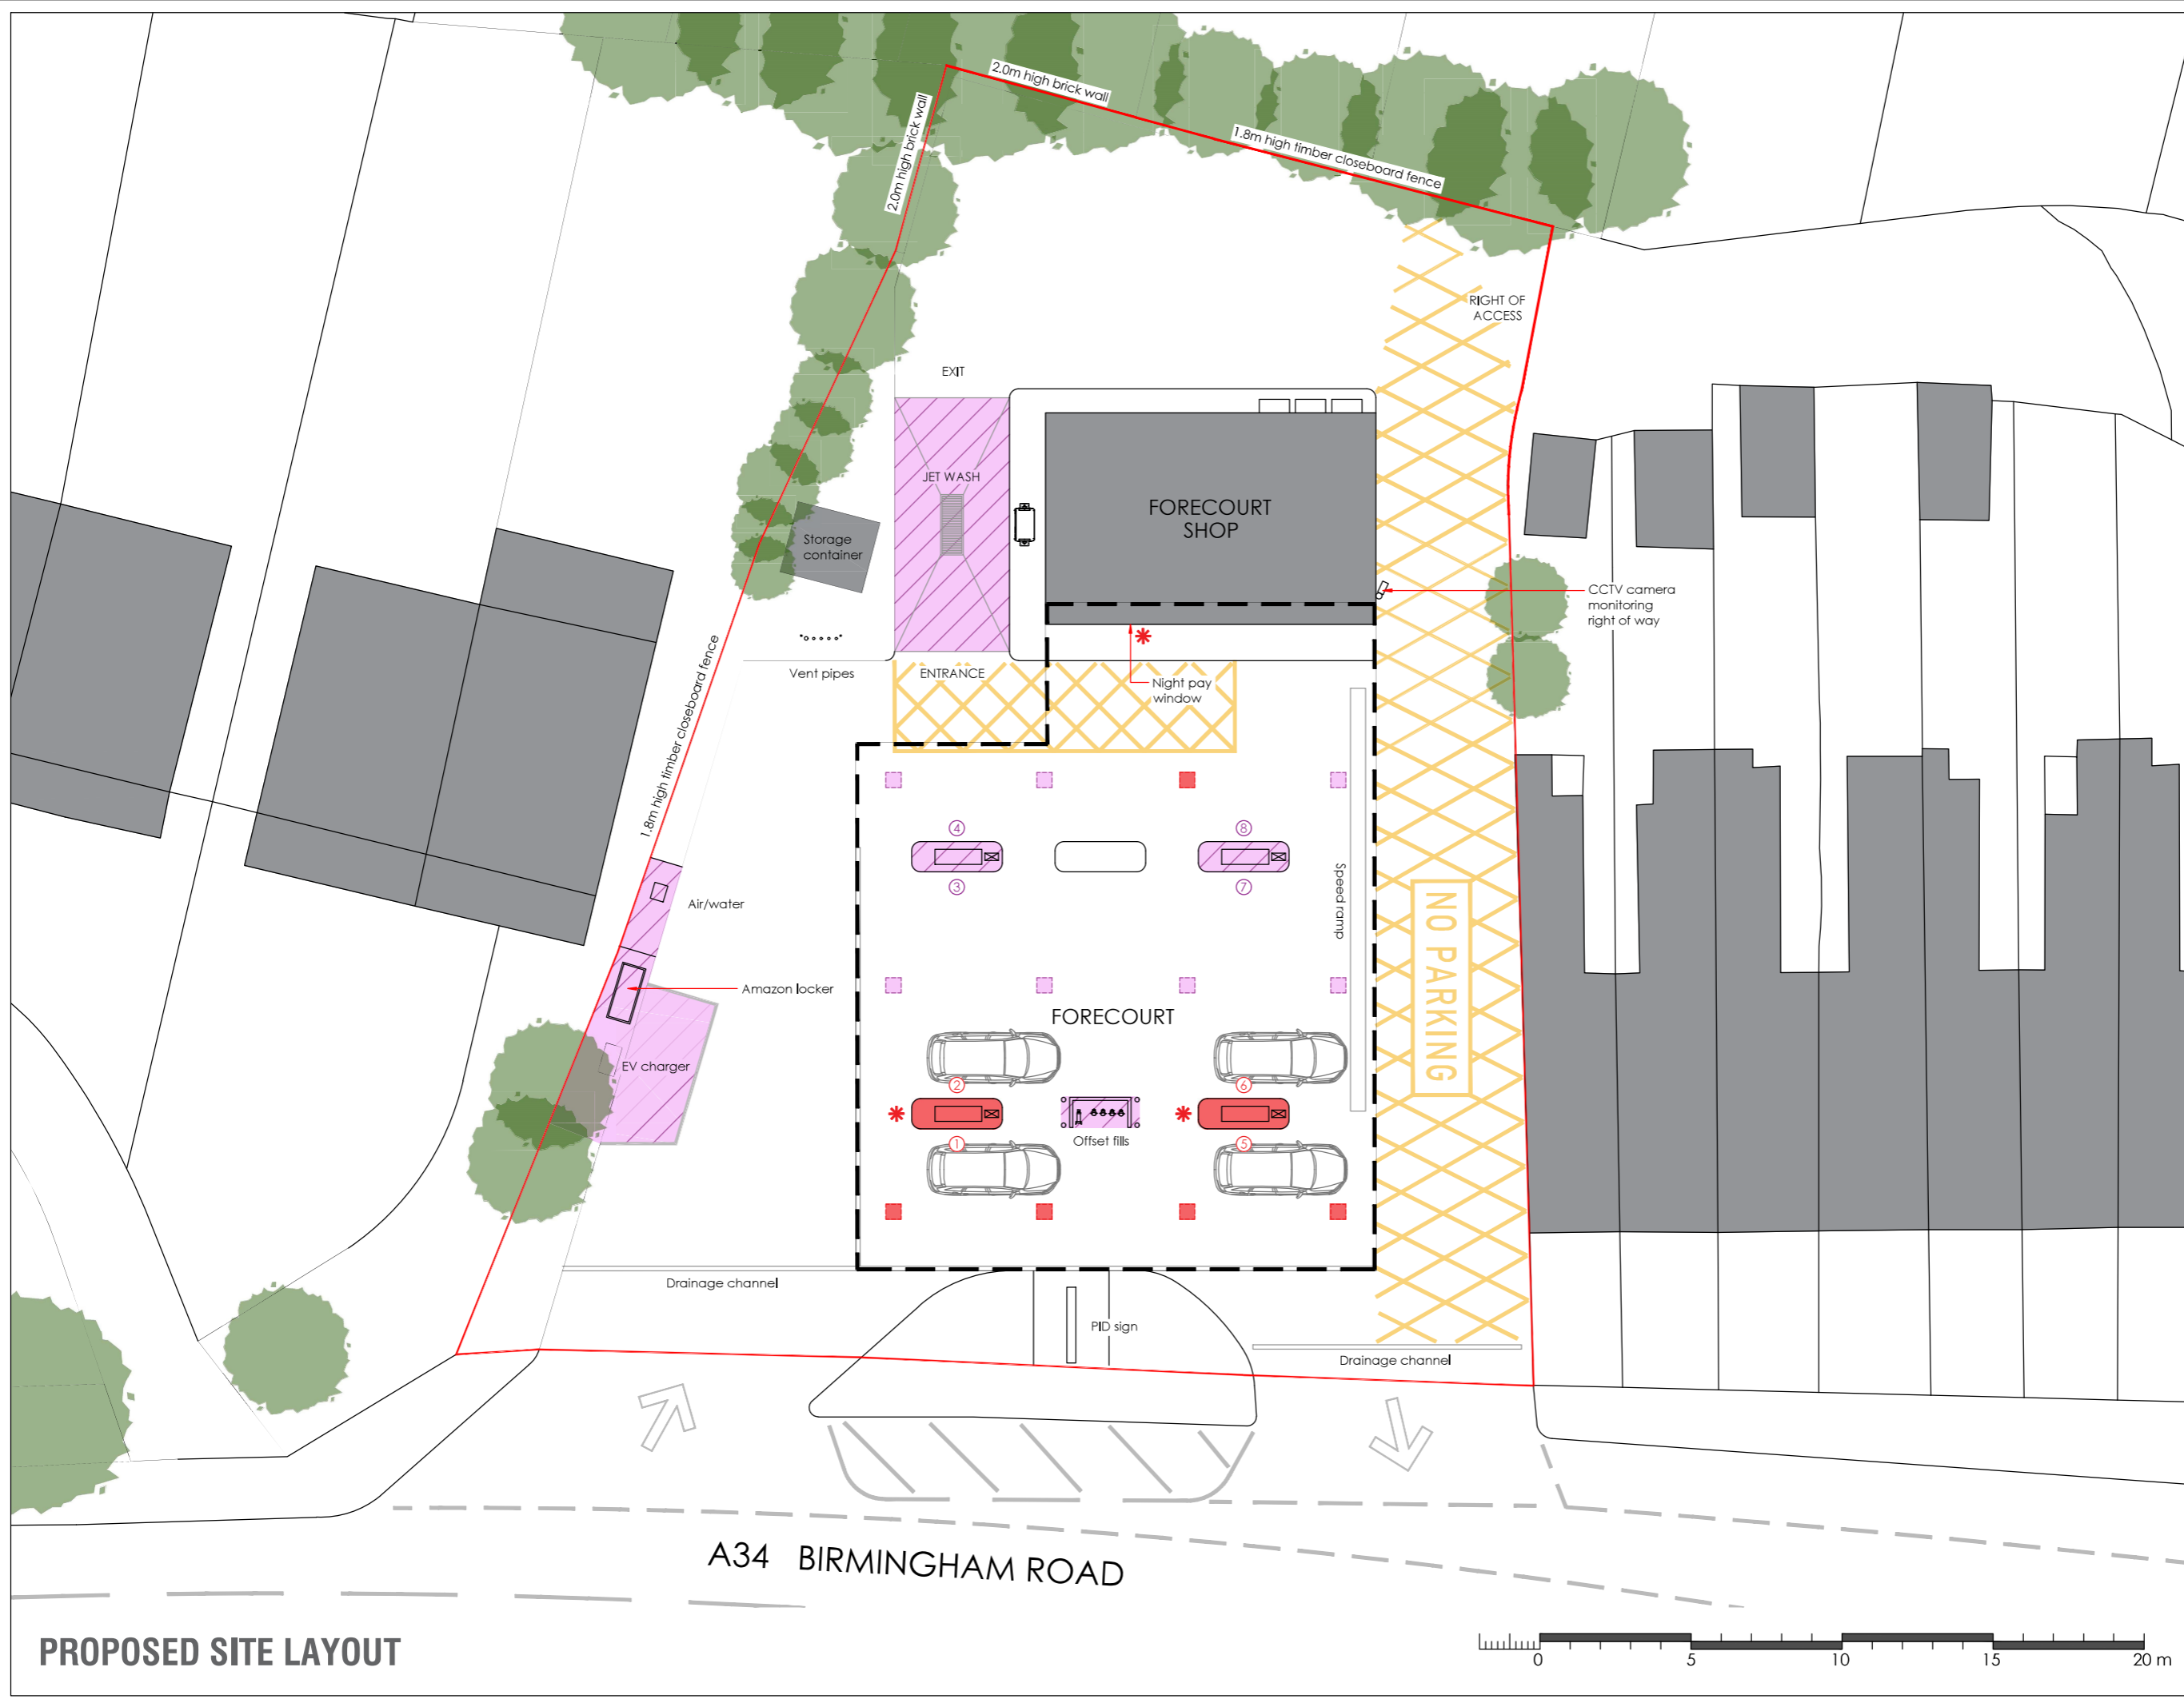 2.0m high brick wall
2.0m high brick wall
1.8m high timber closeboard fence
RIGHT OF
ACCESS
EXIT
JET WASH
FORECOURT
SHOP
Storage
container
CCTV camera
monitoring
right of way
Vent pipes
ENTRANCE
Night pay
window
1.8m high timber closeboard fence
4
8
3
7
Speed ramp
Air/water
NO PARKING
Amazon locker
FORECOURT
EV charger
2
6
Offset fills
1
5
Drainage channel
PID sign
Drainage channel
A34 BIRMINGHAM ROAD
PROPOSED SITE LAYOUT
0 5 10 15 20 m